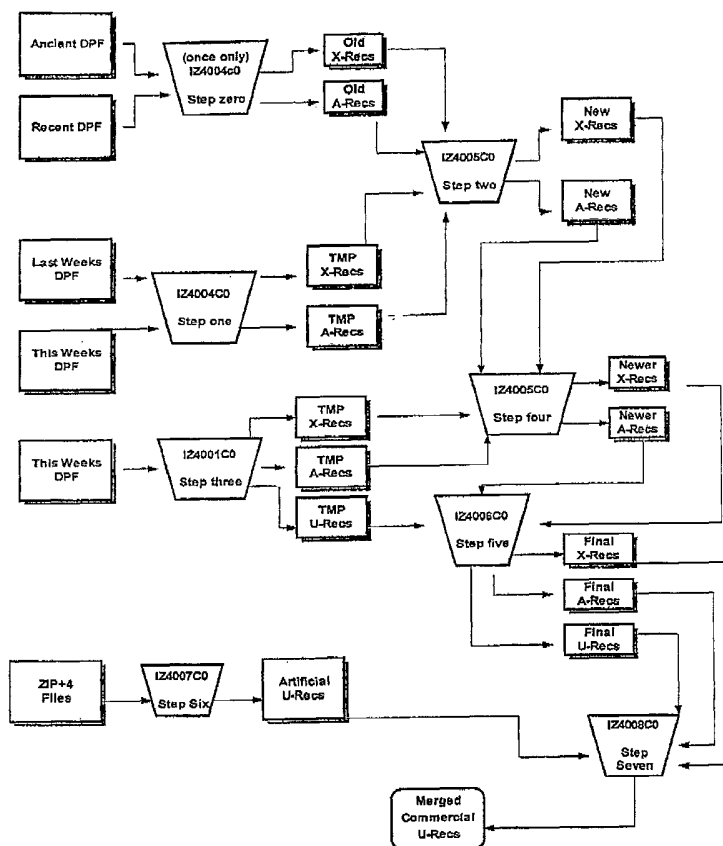 Ancient DPF
Recent DPF
(once only)
IZ4004c0
Step zero
Old
X-Recs
Old
A-Recs
IZ4005C0
Step two
New
X-Recs
New
A-Recs
Last Weeks
DPF
This Weeks
DPF
IZ4004C0
Step one
TMP
X-Recs
TMP
A-Recs
IZ4005C0
Step four
Newer
X-Recs
Newer
A-Recs
This Weeks
DPF
IZ4001C0
Step three
TMP
X-Recs
TMP
A-Recs
TMP
U-Recs
IZ4006C0
Step five
Final
X-Recs
Final
A-Recs
Final
U-Recs
ZIP+4
Files
IZ4007C0
Step Six
Artificial
U-Recs
IZ4008C0
Step
Seven
Merged
Commercial
U-Recs